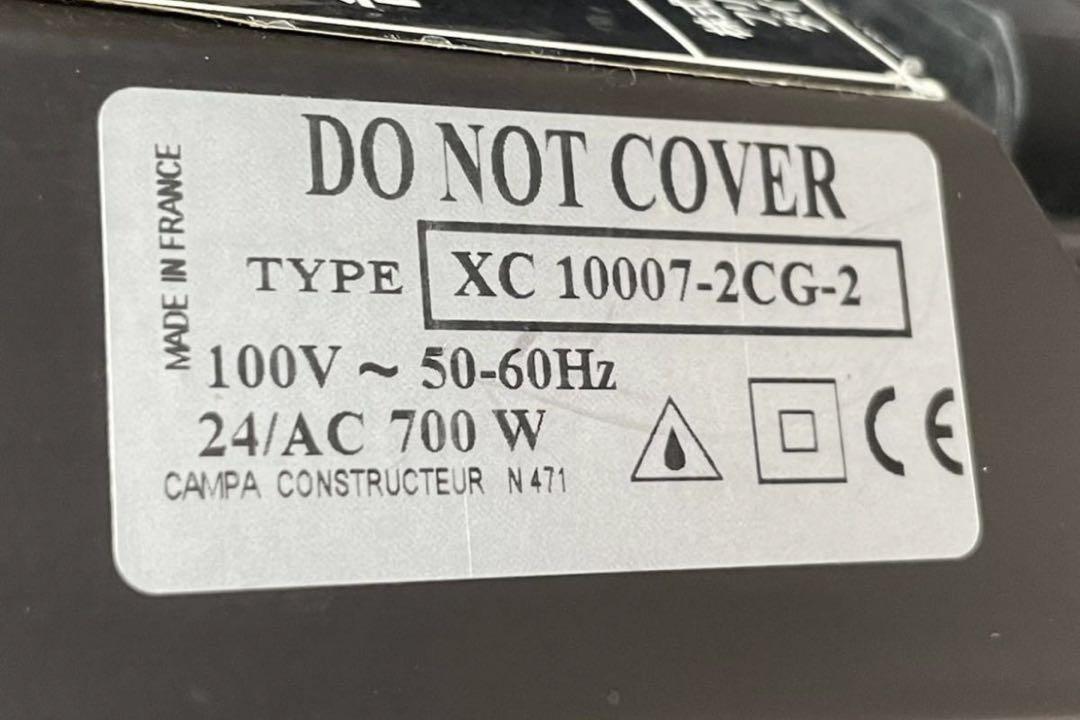 DO NOT COVER
MADE IN FRANCE
TYPE XC 10007-2CG-2
100V ~ 50-60Hz
24/AC 700 W
CAMPA CONSTRUCTEUR N 471
CE